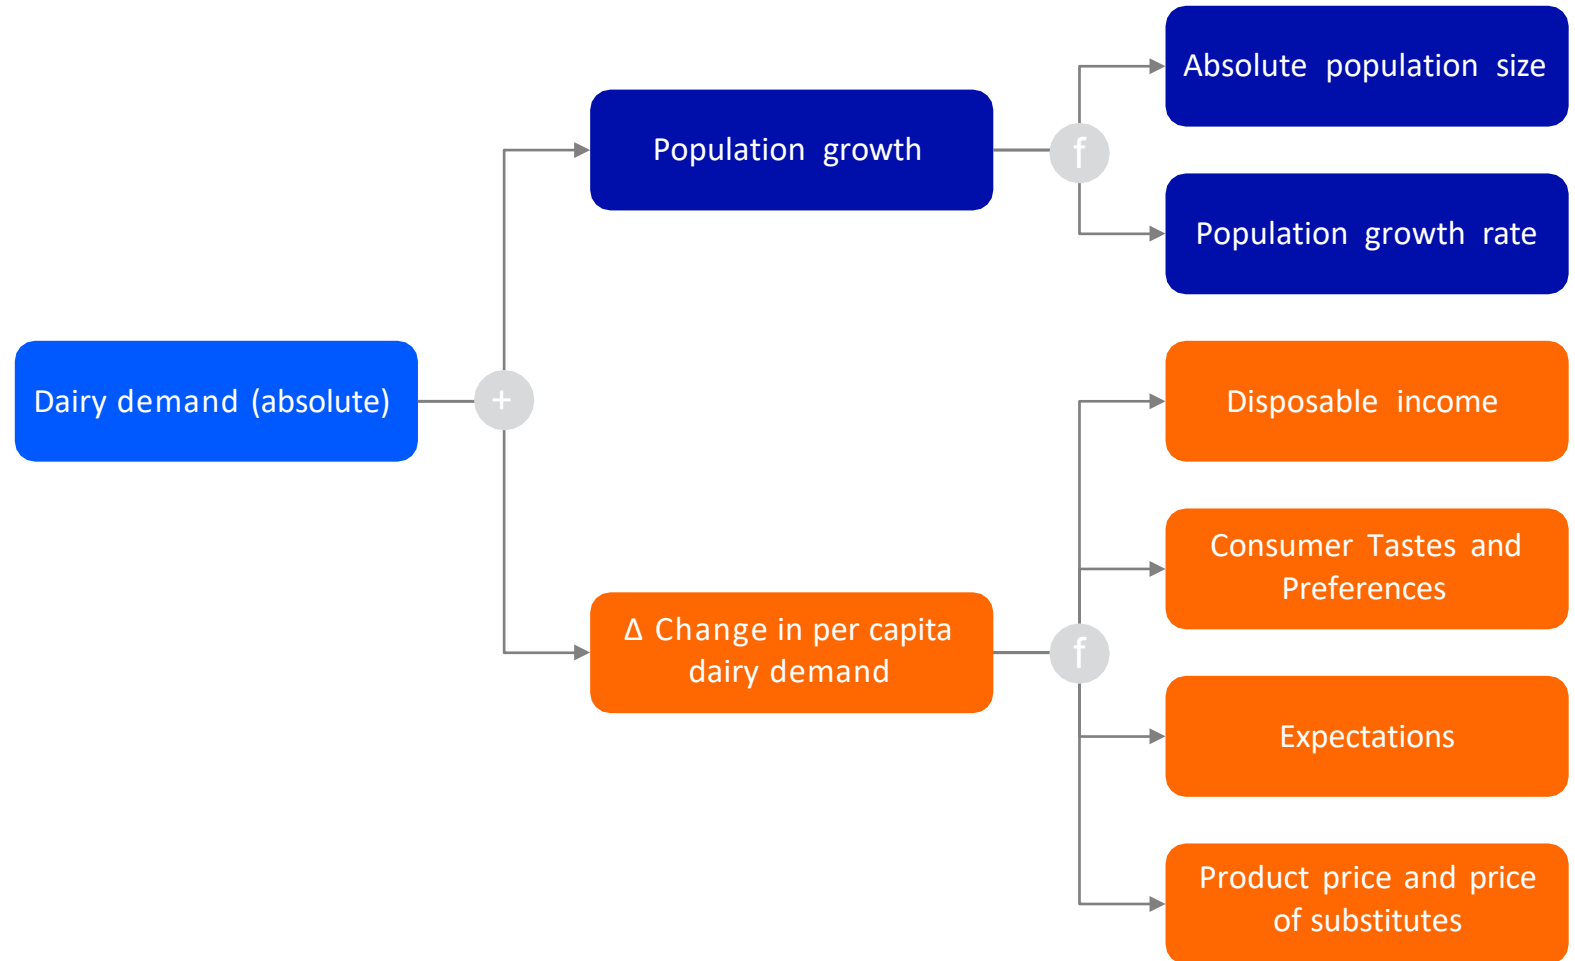 Absolute population size
Population growth
f
Population growth rate
Dairy demand (absolute)
+
Disposable income
Consumer Tastes and
Preferences
Δ Change in per capita
dairy demand
f
Expectations
Product price and price
of substitutes